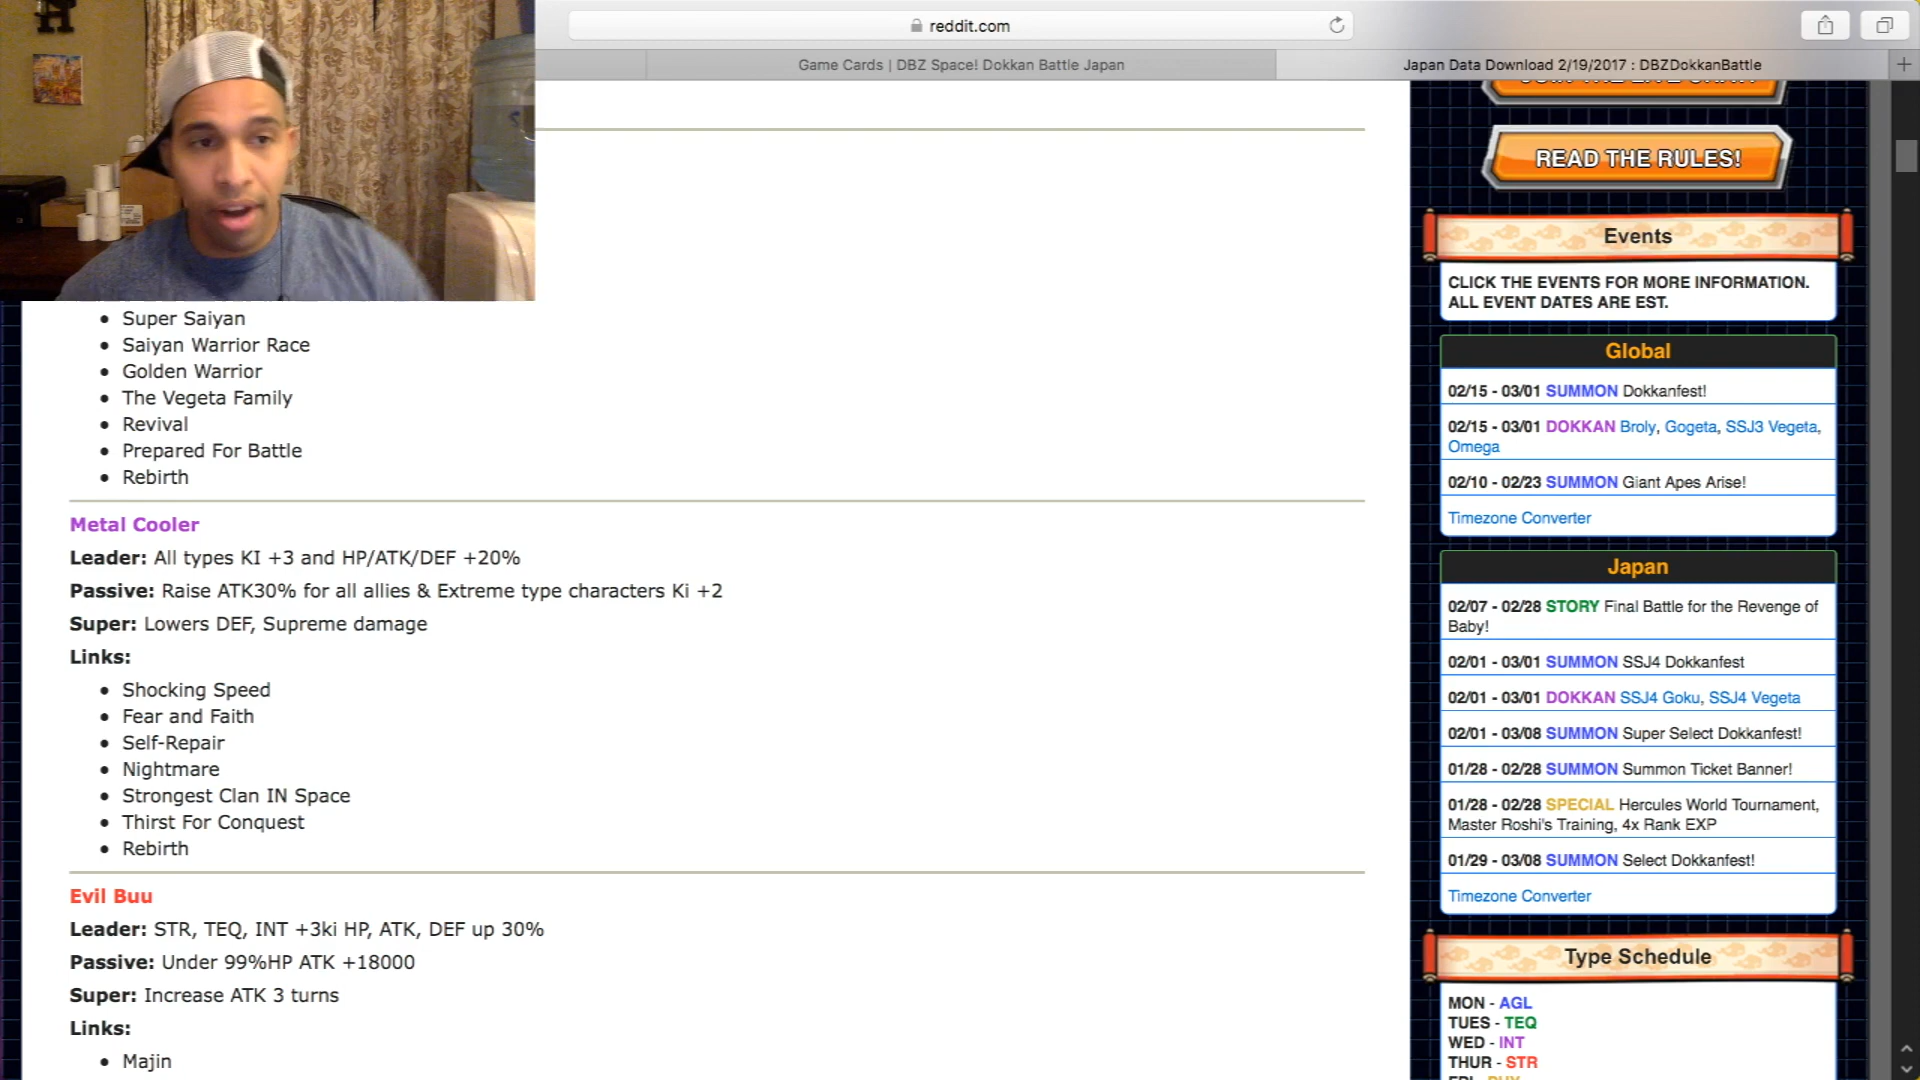 reddit.com
Game Cards | DBZ Space! Dokkan Battle Japan
Japan Data Download 2/19/2017 : DBZDokkanBattle
Super Saiyan
Saiyan Warrior Race
Golden Warrior
The Vegeta Family
Revival
Prepared For Battle
Rebirth
Metal Cooler
Leader: All types KI +3 and HP/ATK/DEF +20%
Passive: Raise ATK30% for all allies & Extreme type characters Ki +2
Super: Lowers DEF, Supreme damage
Links:
Shocking Speed
Fear and Faith
Self-Repair
Nightmare
Strongest Clan IN Space
Thirst For Conquest
Rebirth
Evil Buu
Leader: STR, TEQ, INT +3ki HP, ATK, DEF up 30%
Passive: Under 99%HP ATK +18000
Super: Increase ATK 3 turns
Links:
Majin
READ THE RULES!
Events
CLICK THE EVENTS FOR MORE INFORMATION.
ALL EVENT DATES ARE EST.
Global
02/15 - 03/01 SUMMON Dokkanfest!
02/15 - 03/01 DOKKAN Broly, Gogeta, SSJ3 Vegeta,
Omega
02/10 - 02/23 SUMMON Giant Apes Arise!
Timezone Converter
Japan
02/07 - 02/28 STORY Final Battle for the Revenge of
Baby!
02/01 - 03/01 SUMMON SSJ4 Dokkanfest
02/01 - 03/01 DOKKAN SSJ4 Goku, SSJ4 Vegeta
02/01 - 03/08 SUMMON Super Select Dokkanfest!
01/28 - 02/28 SUMMON Summon Ticket Banner!
01/28 - 02/28 SPECIAL Hercules World Tournament,
Master Roshi's Training, 4x Rank EXP
01/29 - 03/08 SUMMON Select Dokkanfest!
Timezone Converter
Type Schedule
MON - AGL
TUES - TEQ
WED - INT
THUR - STR